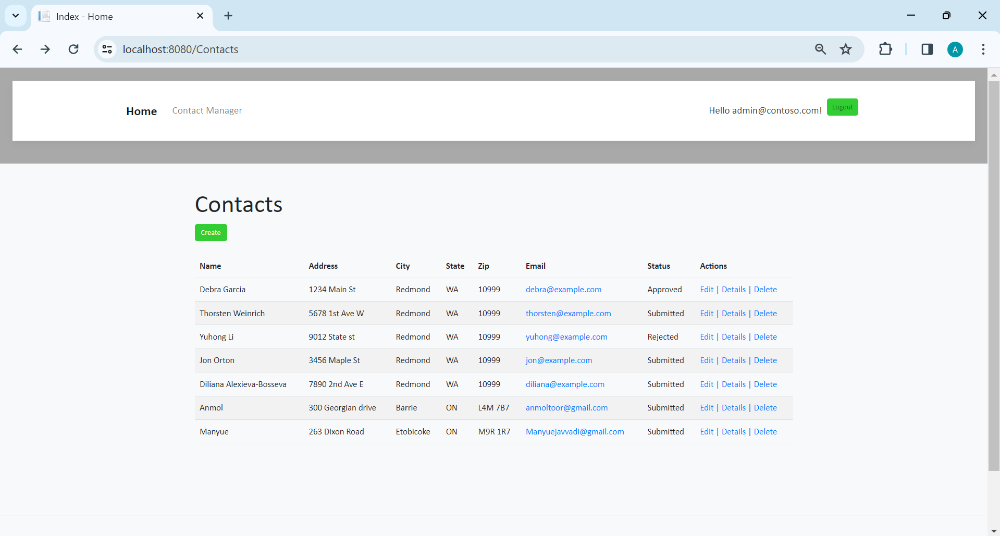 Index - Home
localhost:8080/Contacts
A
Home Contact Manager Hello admin@contoso.com! Logout
Contacts
Create
Name Address City State Zip Email Status Actions
Debra Garcia 1234 Main St Redmond WA 10999 debra@example.com Approved Edit | Details | Delete
Thorsten Weinrich 5678 1st Ave W Redmond WA 10999 thorsten@example.com Submitted Edit | Details | Delete
Yuhong Li 9012 State st Redmond WA 10999 yuhong@example.com Rejected Edit | Details | Delete
Jon Orton 3456 Maple St Redmond WA 10999 jon@example.com Submitted Edit | Details | Delete
Diliana Alexieva-Bosseva 7890 2nd Ave E Redmond WA 10999 diliana@example.com Submitted Edit | Details | Delete
Anmol 300 Georgian drive Barrie ON L4M 7B7 anmoltoor@gmail.com Submitted Edit | Details | Delete
Manyue 263 Dixon Road Etobicoke ON M9R 1R7 Manyuejavvadi@gmail.com Submitted Edit | Details | Delete